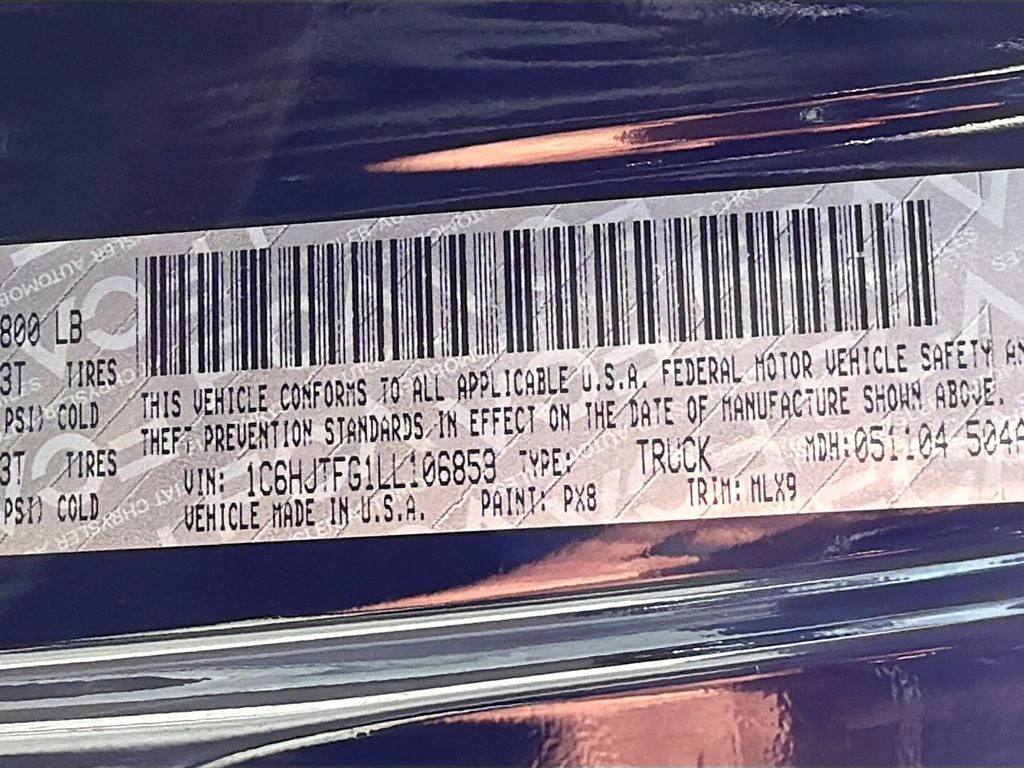 800 LB
3T TIRES
PSI) COLD
3T TIRES
PSI) COLD
THIS VEHICLE CONFORMS TO ALL APPLICABLE U.S.A. FEDERAL MOTOR VEHICLE SAFETY AN
THEFT PREVENTION STANDARDS IN EFFECT ON THE DATE OF MANUFACTURE SHOWN ABOVE.
VIN: 1C6HJTFG1LL106859 TYPE: TRUCK MDH:051104 504A
VEHICLE MADE IN U.S.A. PAINT: PX8 TRIM: MLX9